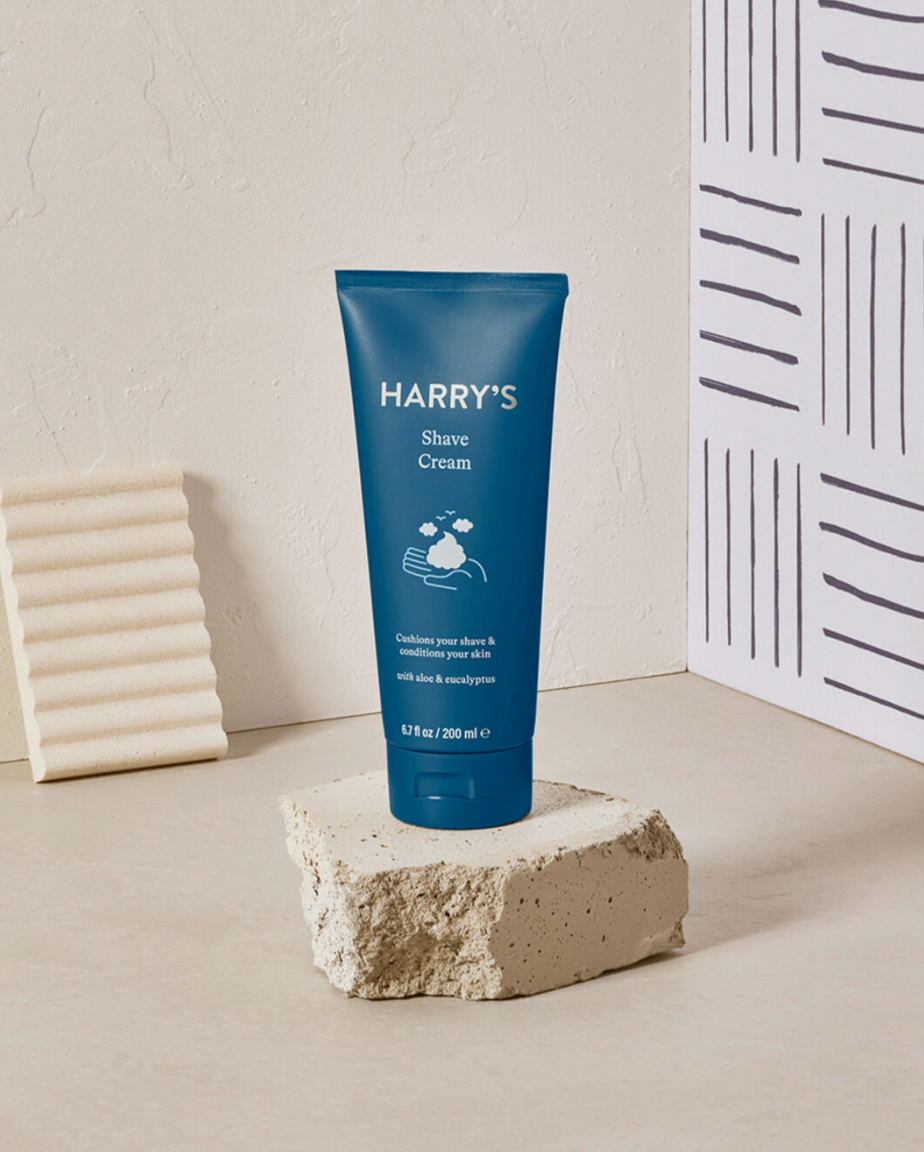 HARRY'S
Shave
Cream
Cushions your shave &
conditions your skin
with aloe & eucalyptus
6.7 fl oz / 200 ml ℮